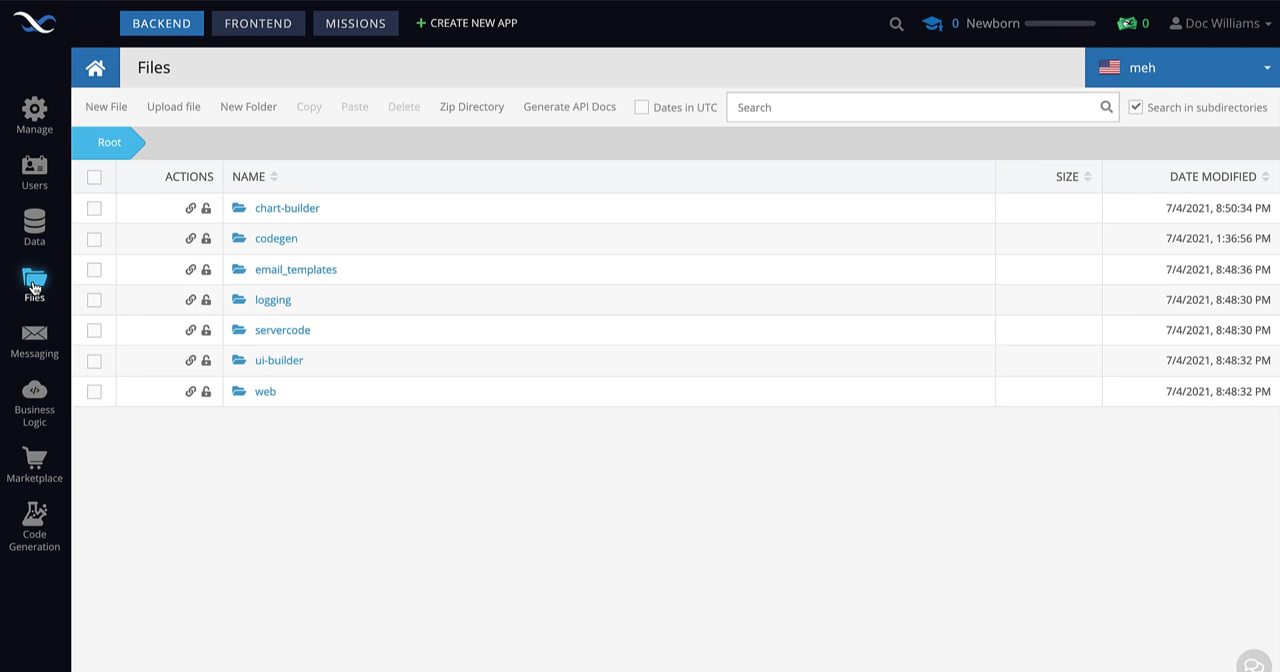 BACKEND FRONTEND MISSIONS + CREATE NEW APP 0 Newborn 0 Doc Williams
Files meh
New File Upload file New Folder Copy Paste Delete Zip Directory Generate API Docs Dates in UTC Search Search in subdirectories
Root
ACTIONS NAME SIZE DATE MODIFIED
chart-builder 7/4/2021, 8:50:34 PM
codegen 7/4/2021, 1:36:56 PM
email_templates 7/4/2021, 8:48:36 PM
logging 7/4/2021, 8:48:30 PM
servercode 7/4/2021, 8:48:30 PM
ui-builder 7/4/2021, 8:48:32 PM
web 7/4/2021, 8:48:32 PM
Manage
Users
Data
Files
Messaging
Business
Logic
Marketplace
Code
Generation